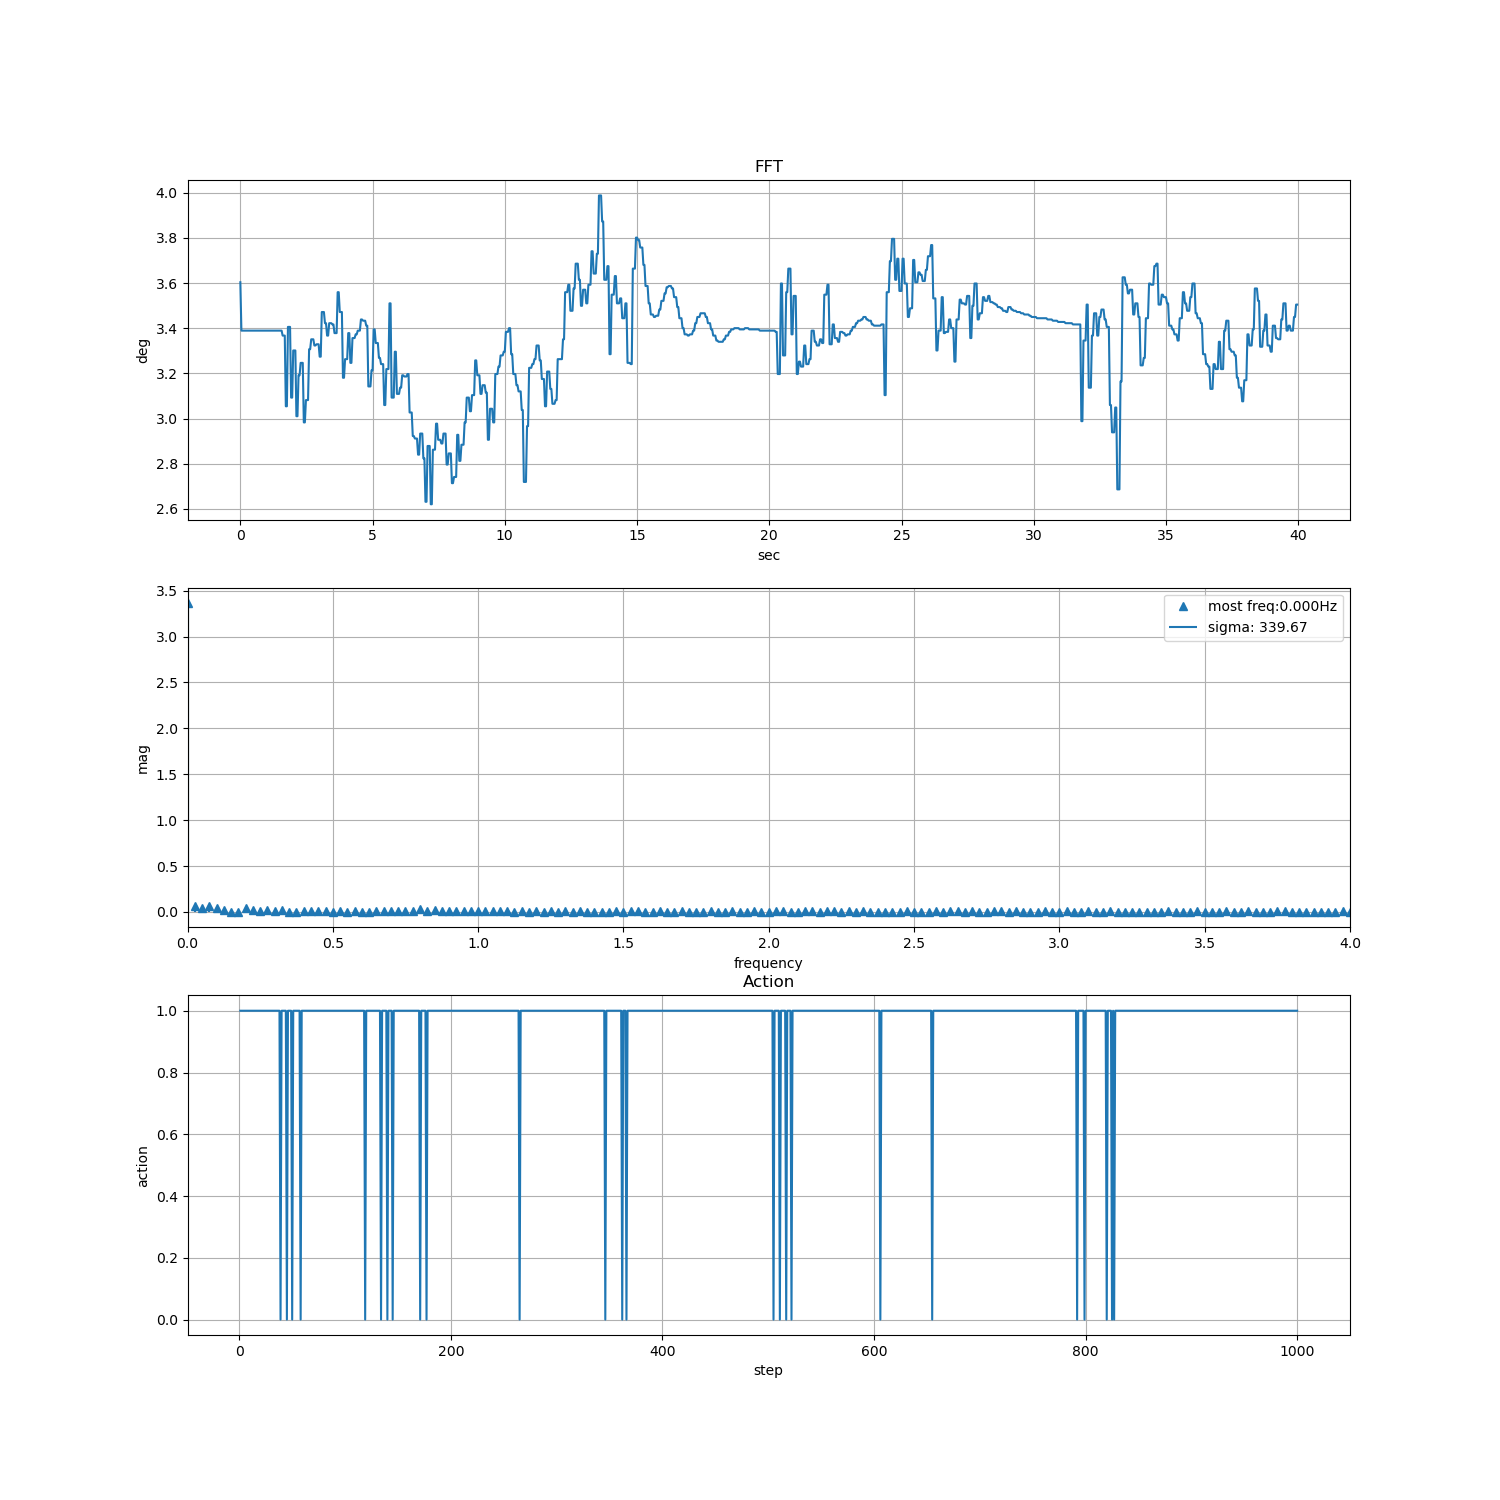 FFT
4.0
3.8
3.6
3.4
3.2
3.0
2.8
2.6
deg
0 5 10 15 20 25 30 35 40
sec
3.5
3.0
2.5
2.0
1.5
1.0
0.5
0.0
mag
most freq:0.000Hz
sigma: 339.67
0.0 0.5 1.0 1.5 2.0 2.5 3.0 3.5 4.0
frequency
Action
1.0
0.8
0.6
0.4
0.2
0.0
action
0 200 400 600 800 1000
step